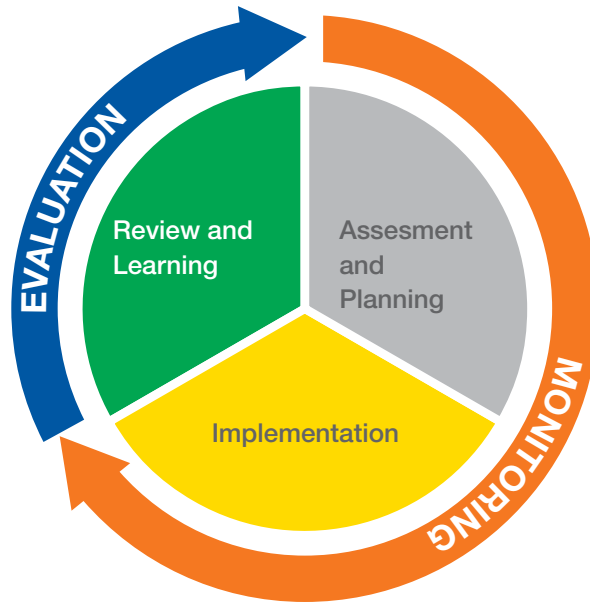 EVALUATION
Review and
Learning
Assesment
and
Planning
Implementation
MONITORING